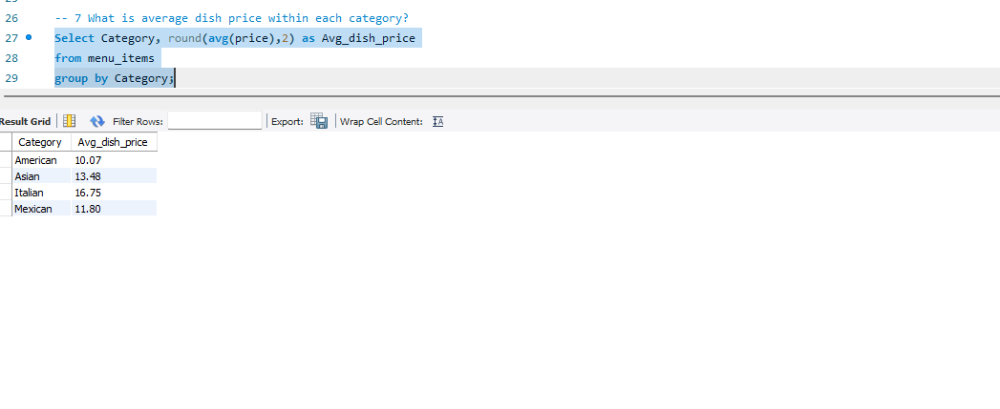 26 -- 7 What is average dish price within each category?
27 Select Category, round(avg(price),2) as Avg_dish_price
28 from menu_items
29 group by Category;
Result Grid Filter Rows: Export: Wrap Cell Content: IA
Category Avg_dish_price
American 10.07
Asian 13.48
Italian 16.75
Mexican 11.80